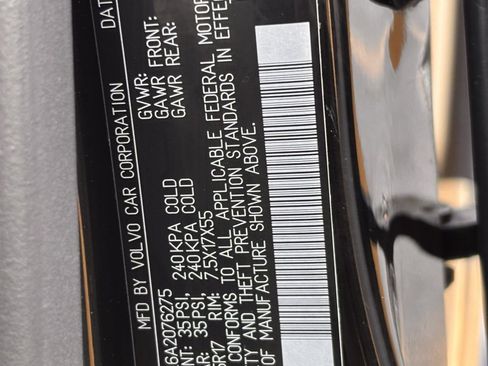 DAT
MFD BY VOLVO CAR CORPORATION
GVWR:
GAWR FRONT:
GAWR REAR:
6A2076275
35PSI, 240KPA COLD
35PSI, 240KPA COLD
R17 RIM: 7.5X17X55
CONFORMS TO ALL APPLICABLE FEDERAL MOTOR
TY AND THEFT PREVENTION STANDARDS IN EFFE
OF MANUFACTURE SHOWN ABOVE.